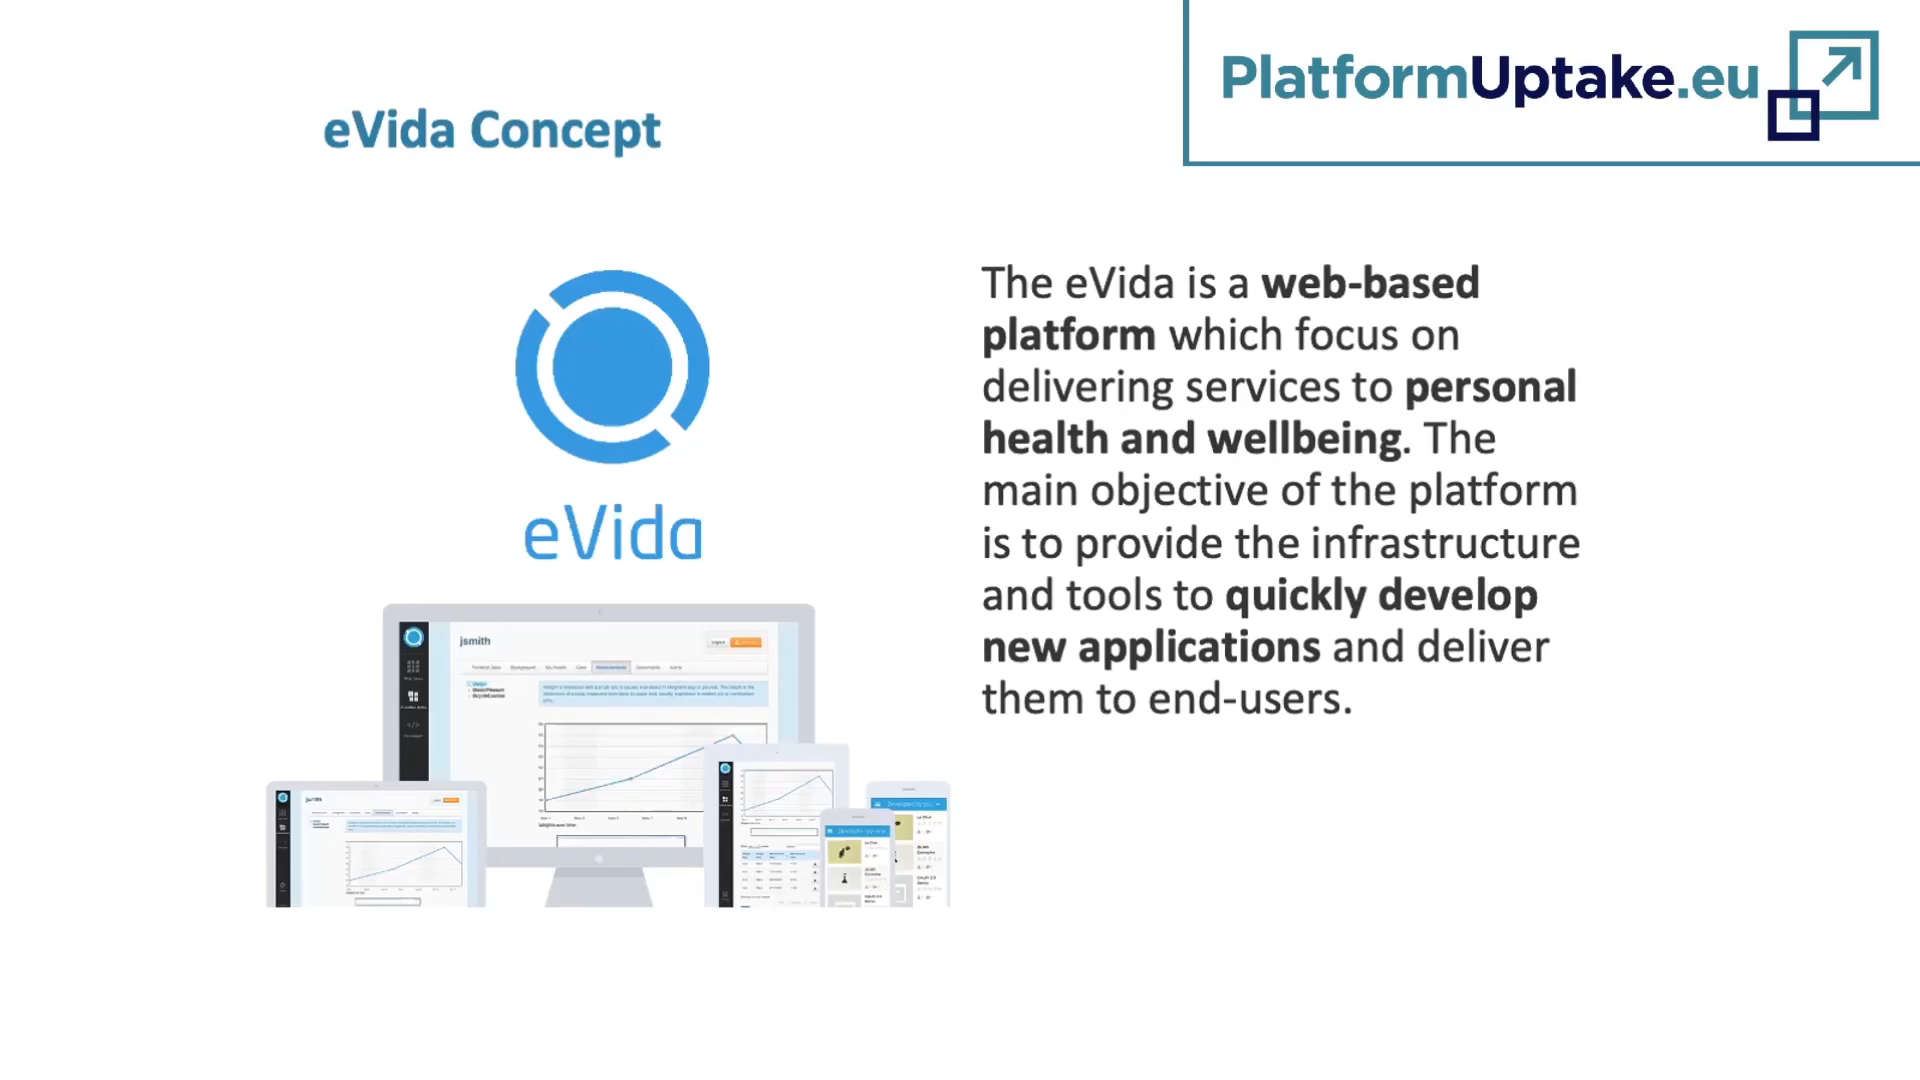 PlatformUptake.eu
eVida Concept
eVida
The eVida is a web-based
platform which focus on
delivering services to personal
health and wellbeing. The
main objective of the platform
is to provide the infrastructure
and tools to quickly develop
new applications and deliver
them to end-users.
jsmith
Logout
jsmith